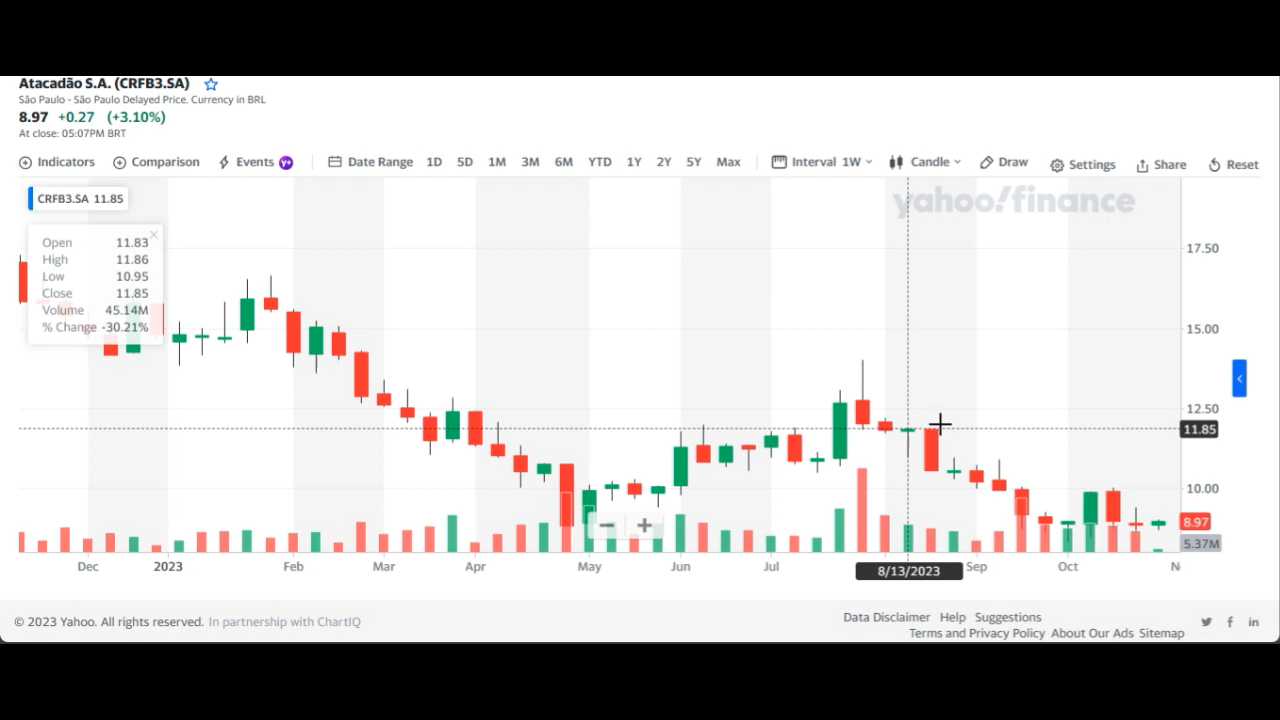 Atacadão S.A. (CRFB3.SA)
São Paulo - São Paulo Delayed Price. Currency in BRL
8.97 +0.27 (+3.10%)
At close: 05:07PM BRT
Indicators Comparison Events Y+ Date Range 1D 5D 1M 3M 6M YTD 1Y 2Y 5Y Max Interval 1W Candle Draw Settings Share Reset
CRFB3.SA 11.85
yahoo!finance
Open 11.83
High 11.86
Low 10.95
Close 11.85
Volume 45.14M
% Change -30.21%
17.50
15.00
12.50
11.85
10.00
8.97
5.37M
Dec 2023 Feb Mar Apr May Jun Jul 8/13/2023 Sep Oct N
© 2023 Yahoo. All rights reserved. In partnership with ChartIQ
Data Disclaimer Help Suggestions
Terms and Privacy Policy About Our Ads Sitemap